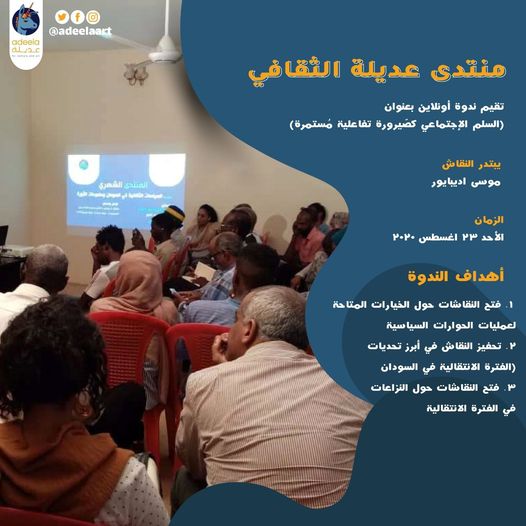 adeela
عديلة
@adeelaart
منتدى عديلة الثقافي
تقيم ندوة أونلاين بعنوان
(السلم الإجتماعي كصيرورة تفاعلية مُستمرة)
يبتدر النقاش
موسى اديبايور
الزمان
الأحد ٢٣ اغسطس ٢٠٢٠
أهداف الندوة
١. فتح النقاشات حول الخيارات المتاحة
لعمليات الحوارات السياسية
٢. تحفيز النقاش في أبرز تحديات
(الفترة الانتقالية في السودان
٣. فتح النقاشات حول النزاعات
في الفترة الانتقالية
المنتدى الشهري